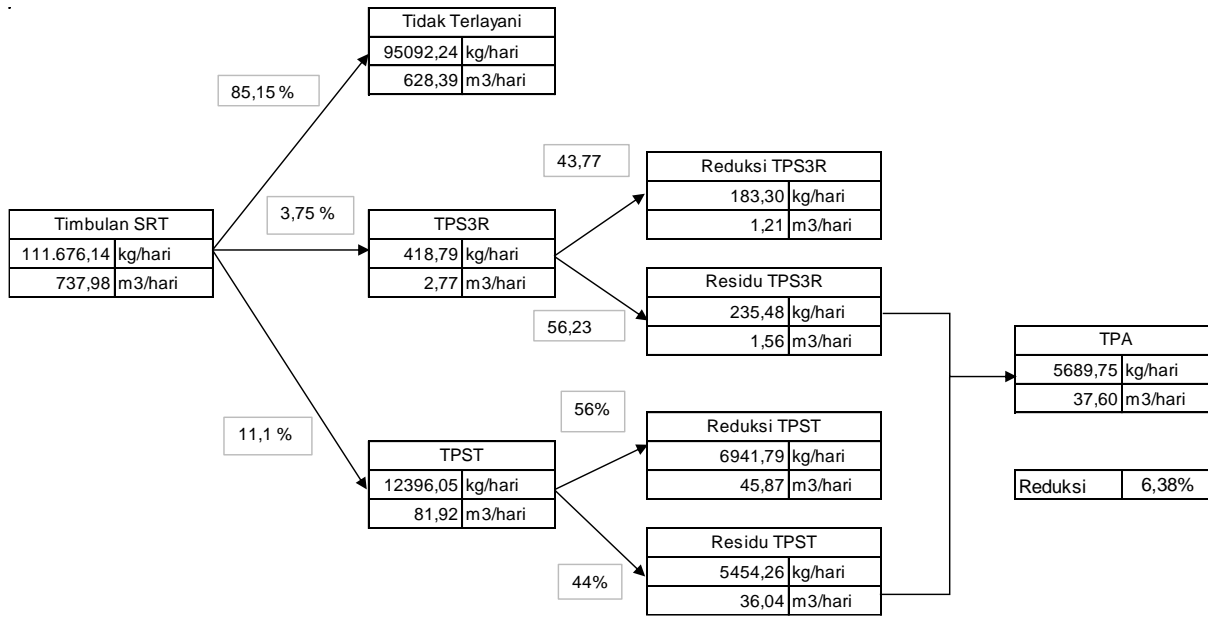 Tidak Terlayani
95092,24 kg/hari
628,39 m3/hari
85,15 %
43,77
Reduksi TPS3R
183,30 kg/hari
1,21 m3/hari
Timbulan SRT
111.676,14 kg/hari
737,98 m3/hari
3,75 %
TPS3R
418,79 kg/hari
2,77 m3/hari
Residu TPS3R
235,48 kg/hari
1,56 m3/hari
56,23
TPA
5689,75 kg/hari
37,60 m3/hari
11,1 %
56%
Reduksi TPST
6941,79 kg/hari
45,87 m3/hari
TPST
12396,05 kg/hari
81,92 m3/hari
Reduksi 6,38%
Residu TPST
5454,26 kg/hari
36,04 m3/hari
44%